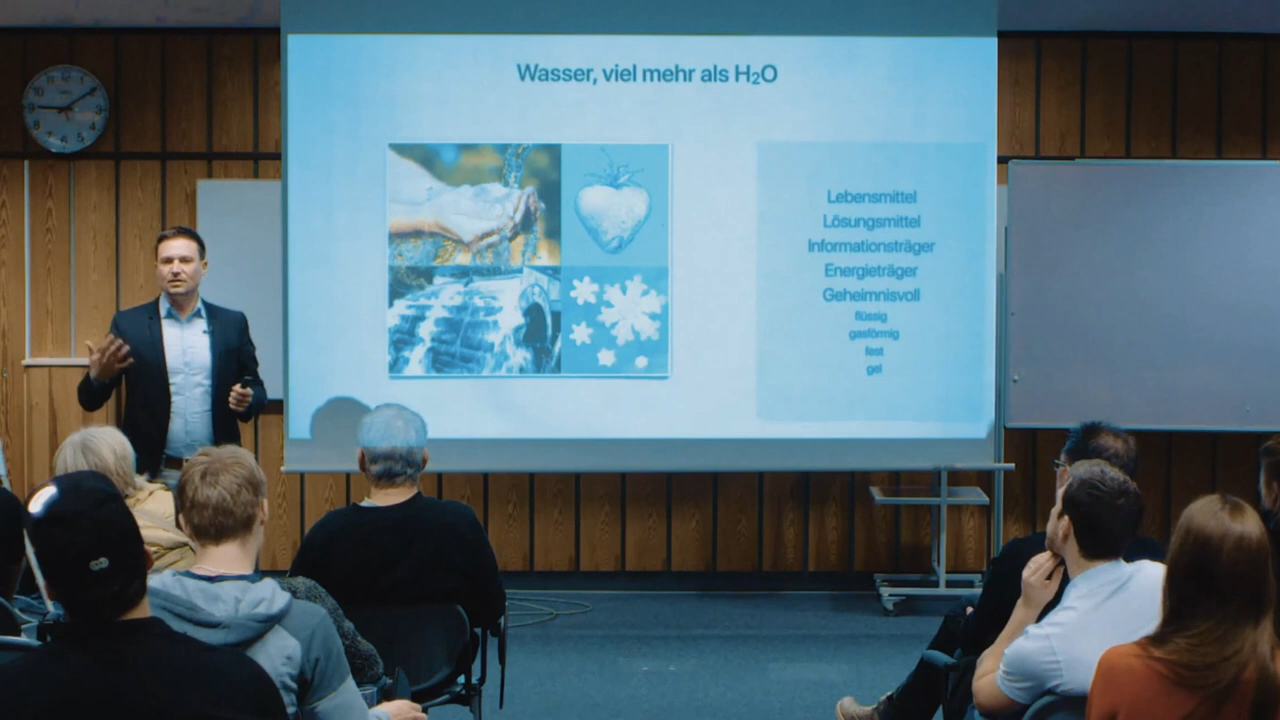 Wasser, viel mehr als H₂O
Lebensmittel
Lösungsmittel
Informationsträger
Energieträger
Geheimnisvoll
flüssig
gasförmig
fest
gel